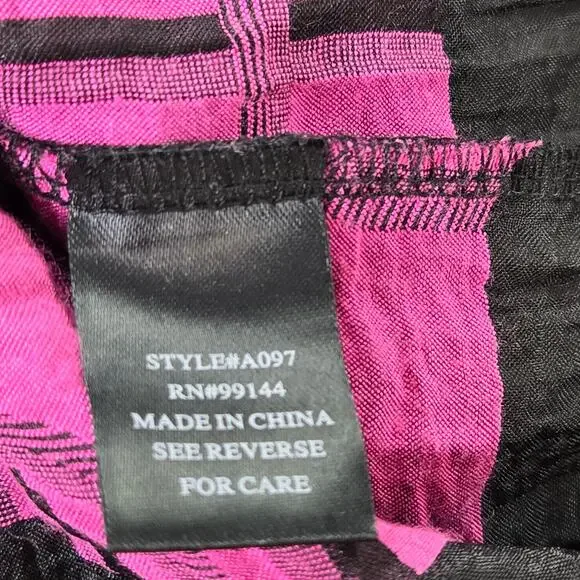 STYLE#A097
RN#99144
MADE IN CHINA
SEE REVERSE
FOR CARE